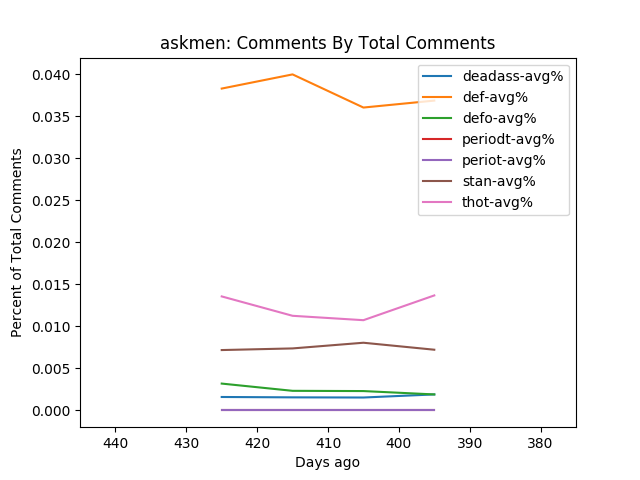 askmen: Comments By Total Comments
Percent of Total Comments
0.040
0.035
0.030
0.025
0.020
0.015
0.010
0.005
0.000
deadass-avg%
def-avg%
defo-avg%
periodt-avg%
periot-avg%
stan-avg%
thot-avg%
440 430 420 410 400 390 380
Days ago